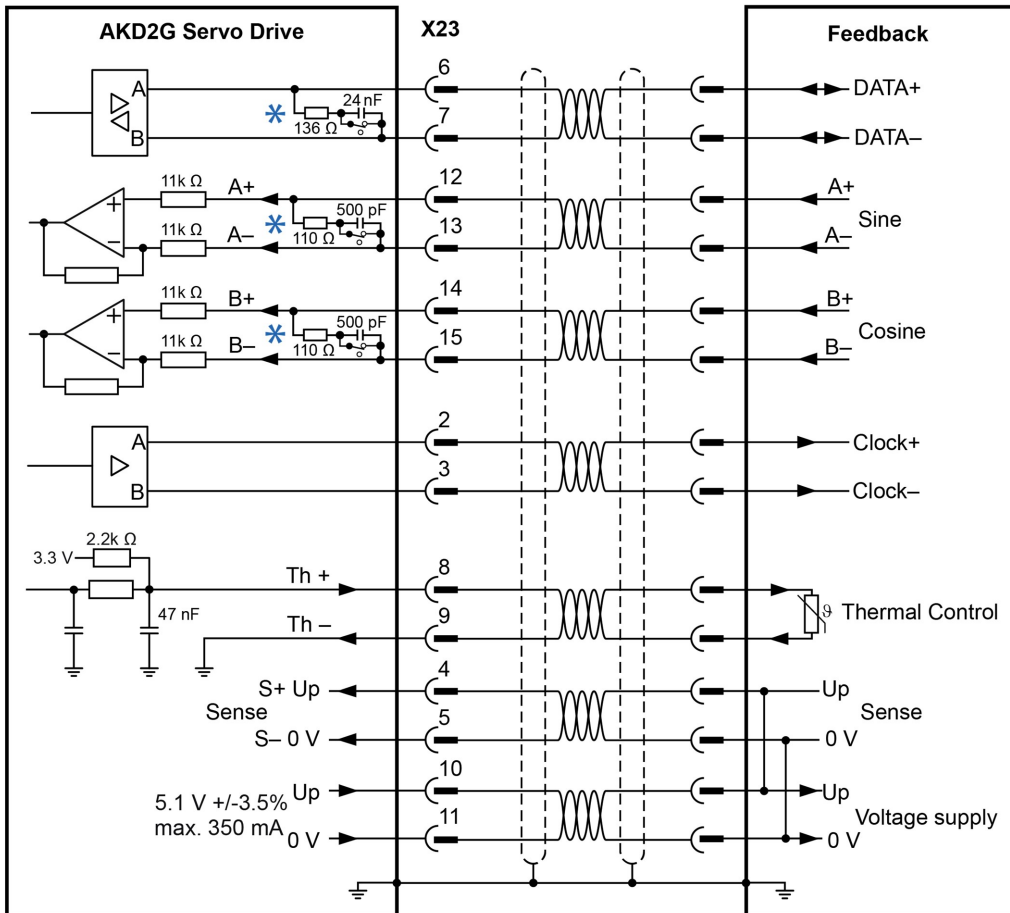 AKD2G Servo Drive
X23
Feedback
6
A
24 nF
DATA+
*
136 Ω
7
B
DATA–
11k Ω
A+
12
A+
*
500 pF
Sine
+
–
11k Ω
A–
110 Ω
13
A–
11k Ω
B+
14
B+
*
500 pF
Cosine
+
–
11k Ω
B–
110 Ω
15
B–
2
A
Clock+
3
B
Clock–
2.2k Ω
3.3 V
Th +
8
47 nF
ϑ Thermal Control
Th –
9
S+ Up
4
Up
Sense
Sense
S– 0 V
5
0 V
10
Up
Up
5.1 V +/-3.5%
max. 350 mA
Voltage supply
11
0 V
0 V